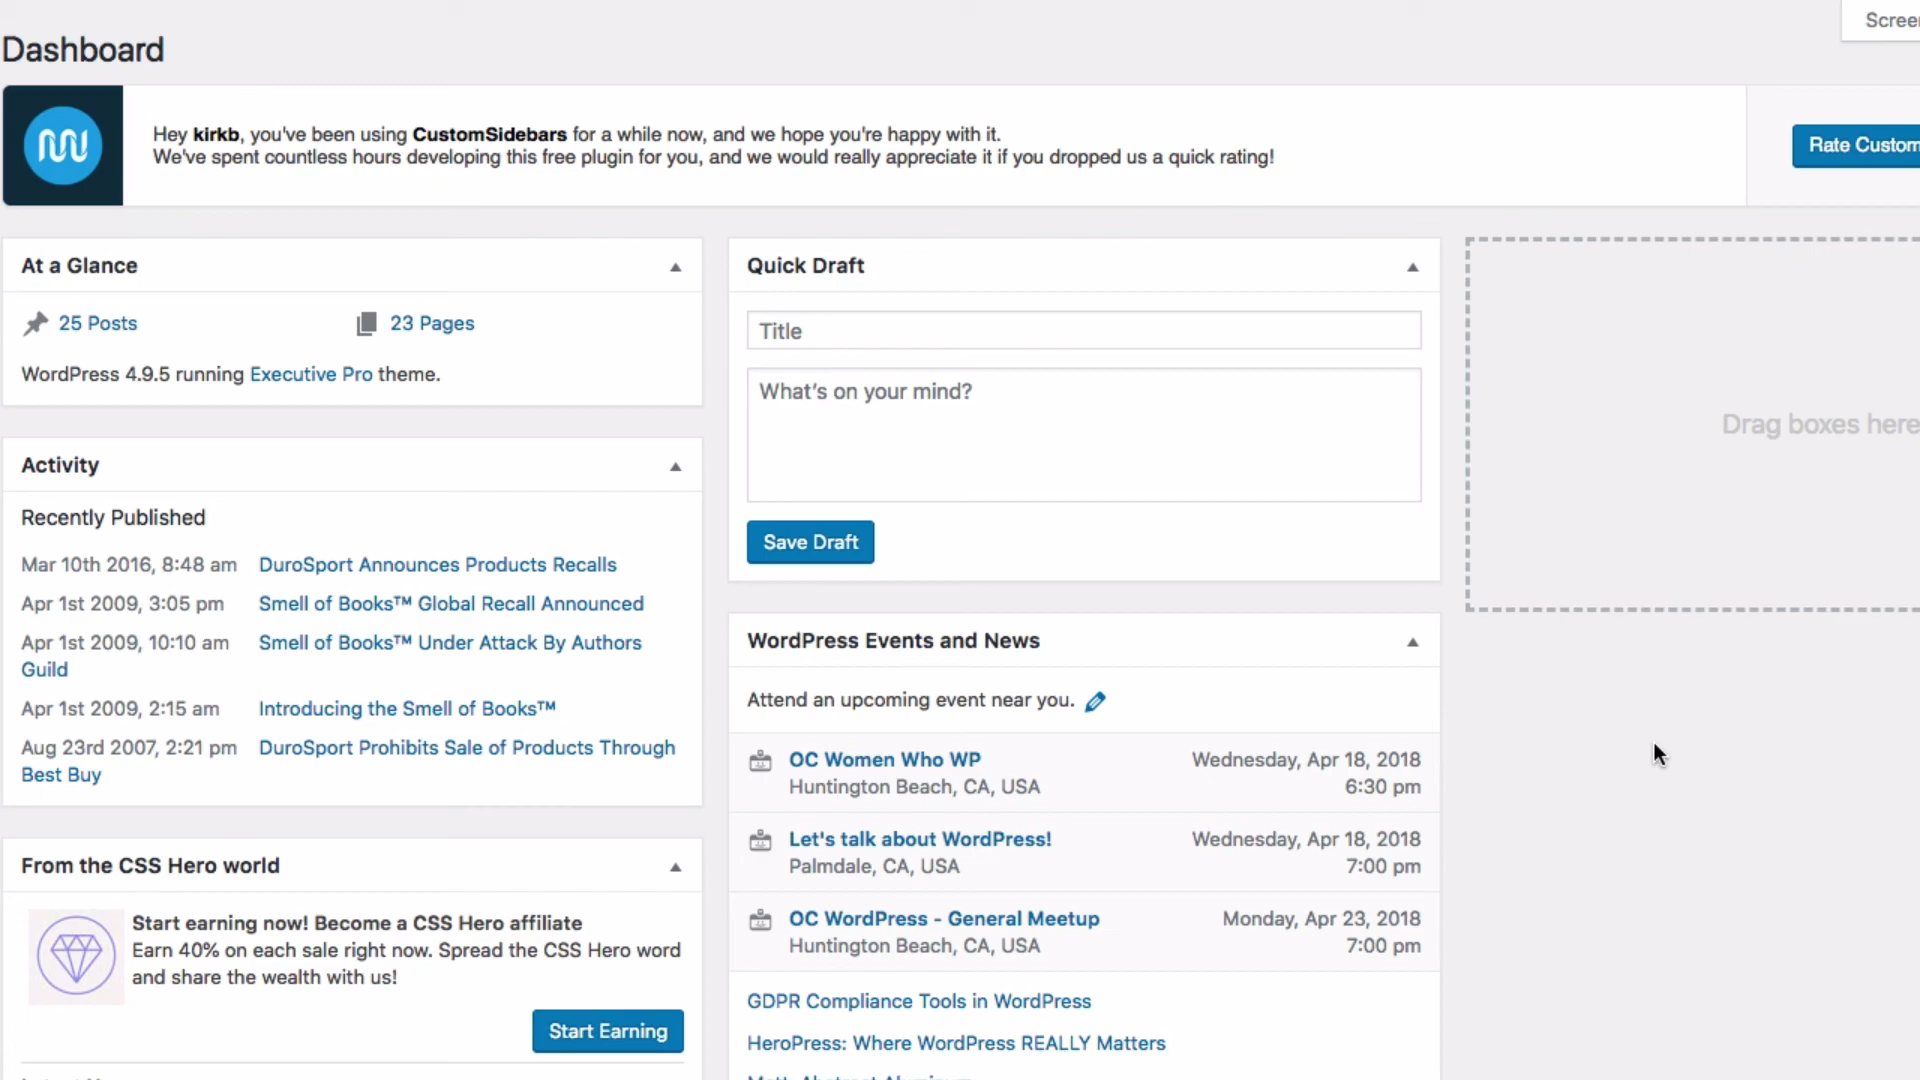 Screen
Dashboard
Hey kirkb, you've been using CustomSidebars for a while now, and we hope you're happy with it.
We've spent countless hours developing this free plugin for you, and we would really appreciate it if you dropped us a quick rating!
Rate Custom
At a Glance
25 Posts
23 Pages
WordPress 4.9.5 running Executive Pro theme.
Activity
Recently Published
Mar 10th 2016, 8:48 am DuroSport Announces Products Recalls
Apr 1st 2009, 3:05 pm Smell of Books™ Global Recall Announced
Apr 1st 2009, 10:10 am Smell of Books™ Under Attack By Authors
Guild
Apr 1st 2009, 2:15 am Introducing the Smell of Books™
Aug 23rd 2007, 2:21 pm DuroSport Prohibits Sale of Products Through
Best Buy
From the CSS Hero world
Start earning now! Become a CSS Hero affiliate
Earn 40% on each sale right now. Spread the CSS Hero word
and share the wealth with us!
Start Earning
Quick Draft
Title
What's on your mind?
Save Draft
WordPress Events and News
Attend an upcoming event near you.
OC Women Who WP Wednesday, Apr 18, 2018
Huntington Beach, CA, USA 6:30 pm
Let's talk about WordPress! Wednesday, Apr 18, 2018
Palmdale, CA, USA 7:00 pm
OC WordPress - General Meetup Monday, Apr 23, 2018
Huntington Beach, CA, USA 7:00 pm
GDPR Compliance Tools in WordPress
HeroPress: Where WordPress REALLY Matters
Drag boxes here